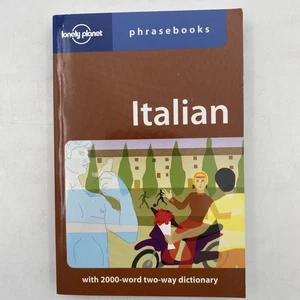 lonely planet
phrasebooks
Italian
with 2000-word two-way dictionary